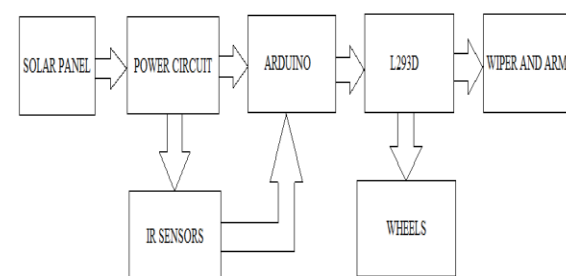 SOLAR PANEL
POWER CIRCUIT
ARDUINO
L293D
WIPER AND ARM
IR SENSORS
WHEELS